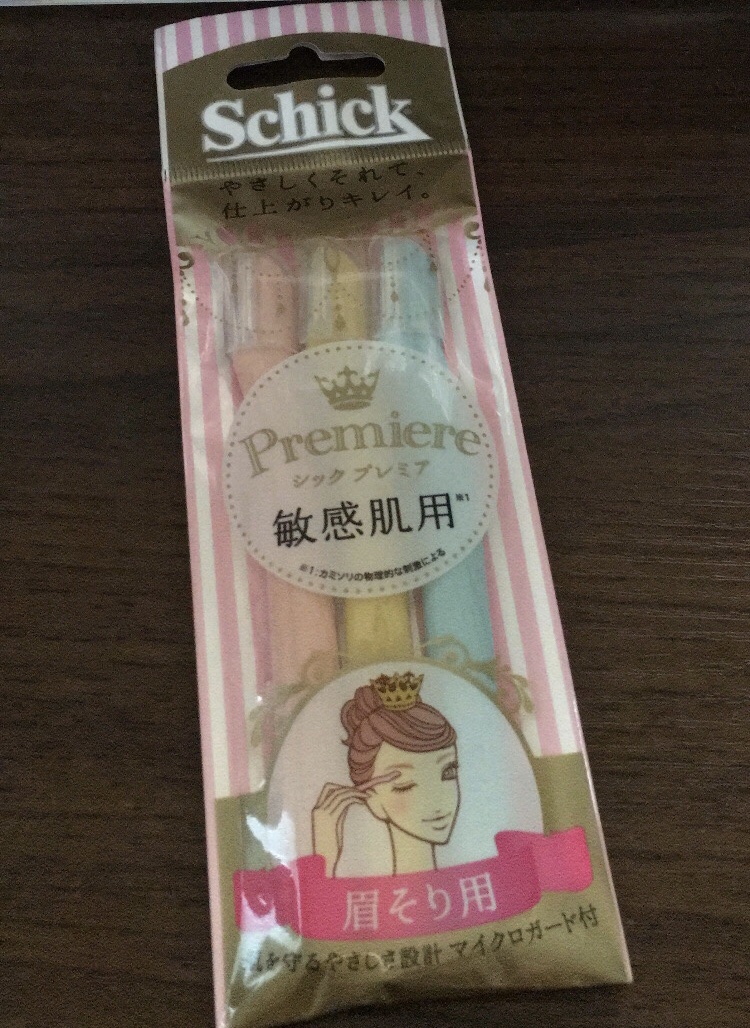 Schick
やさしくそれて、
仕上がりキレイ。
Premiere
シック プレミア
敏感肌用※1
※1:カミソリの物理的な刺激による
眉そり用
を守るやさしさ設計 マイクロガード付